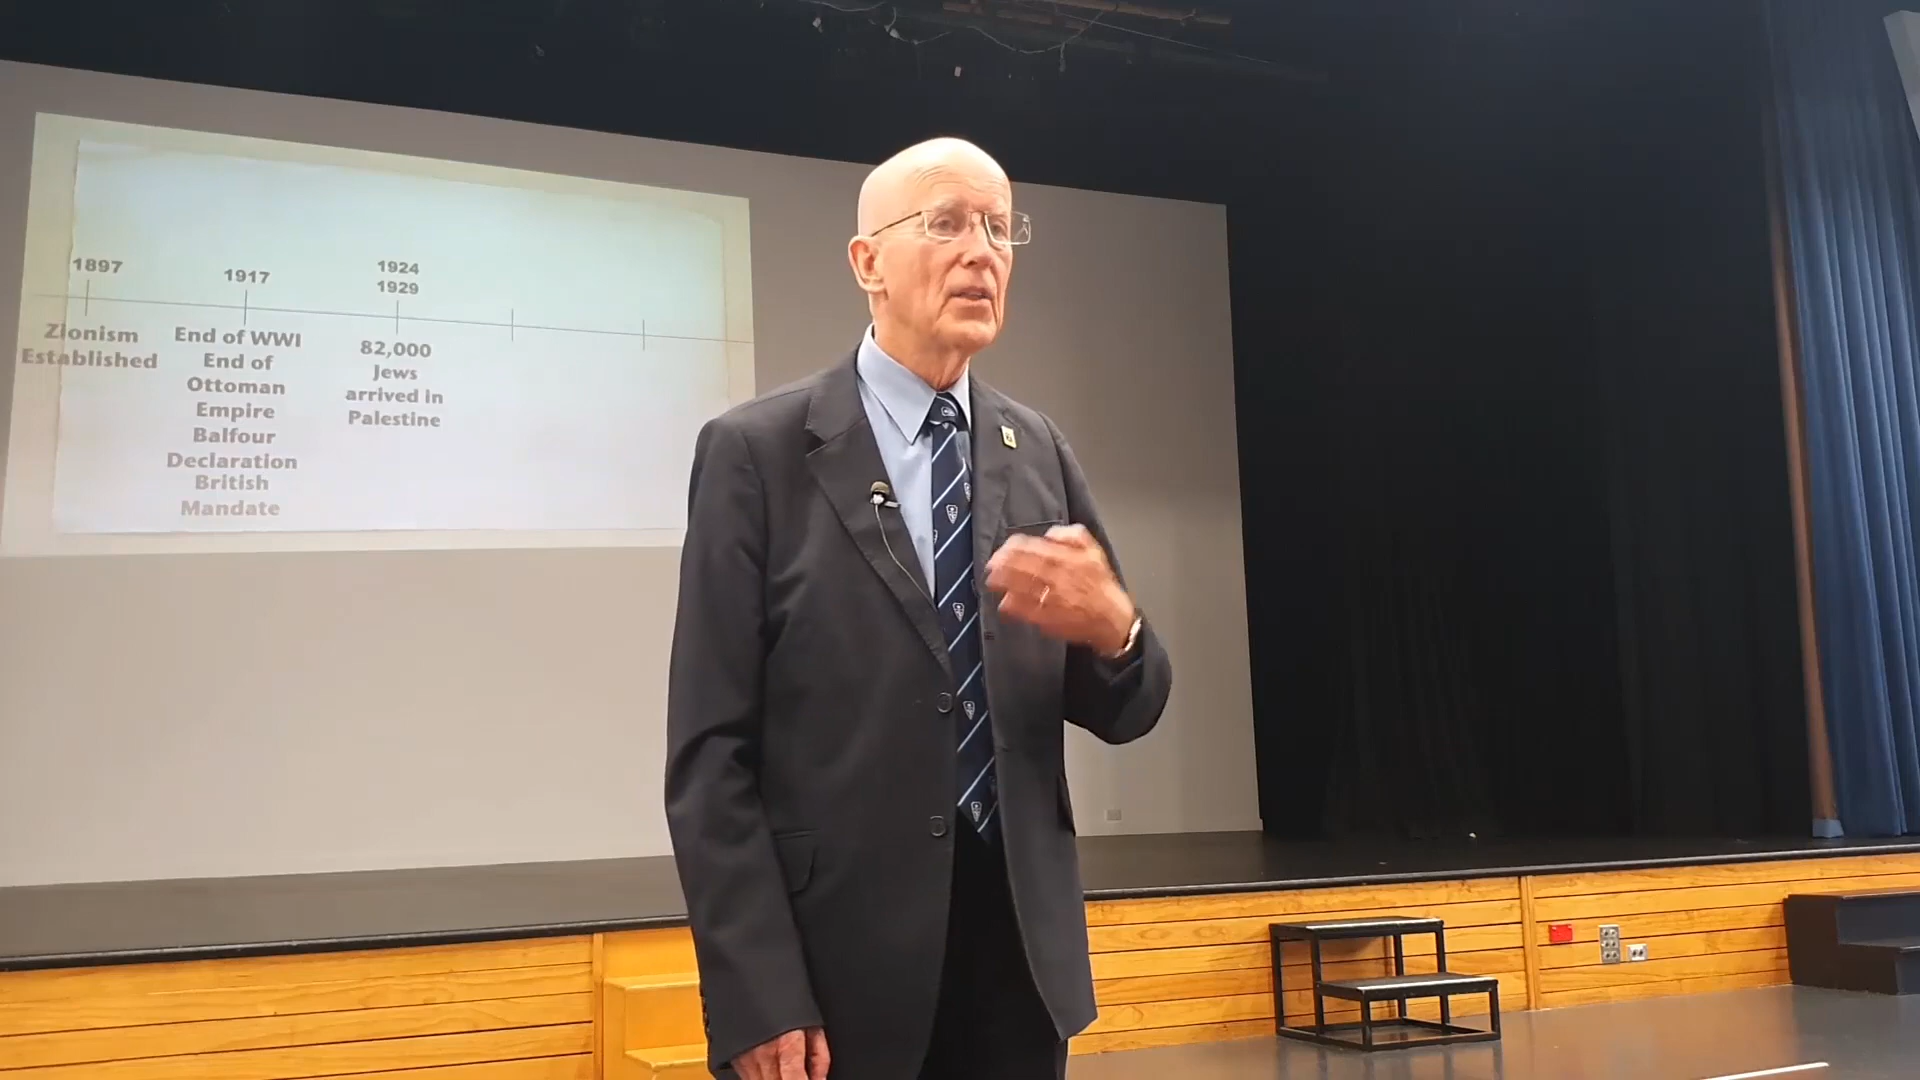 1897
1917
1924
1929
Zionism
Established
End of WWI
End of
Ottoman
Empire
Balfour
Declaration
British
Mandate
82,000
Jews
arrived in
Palestine